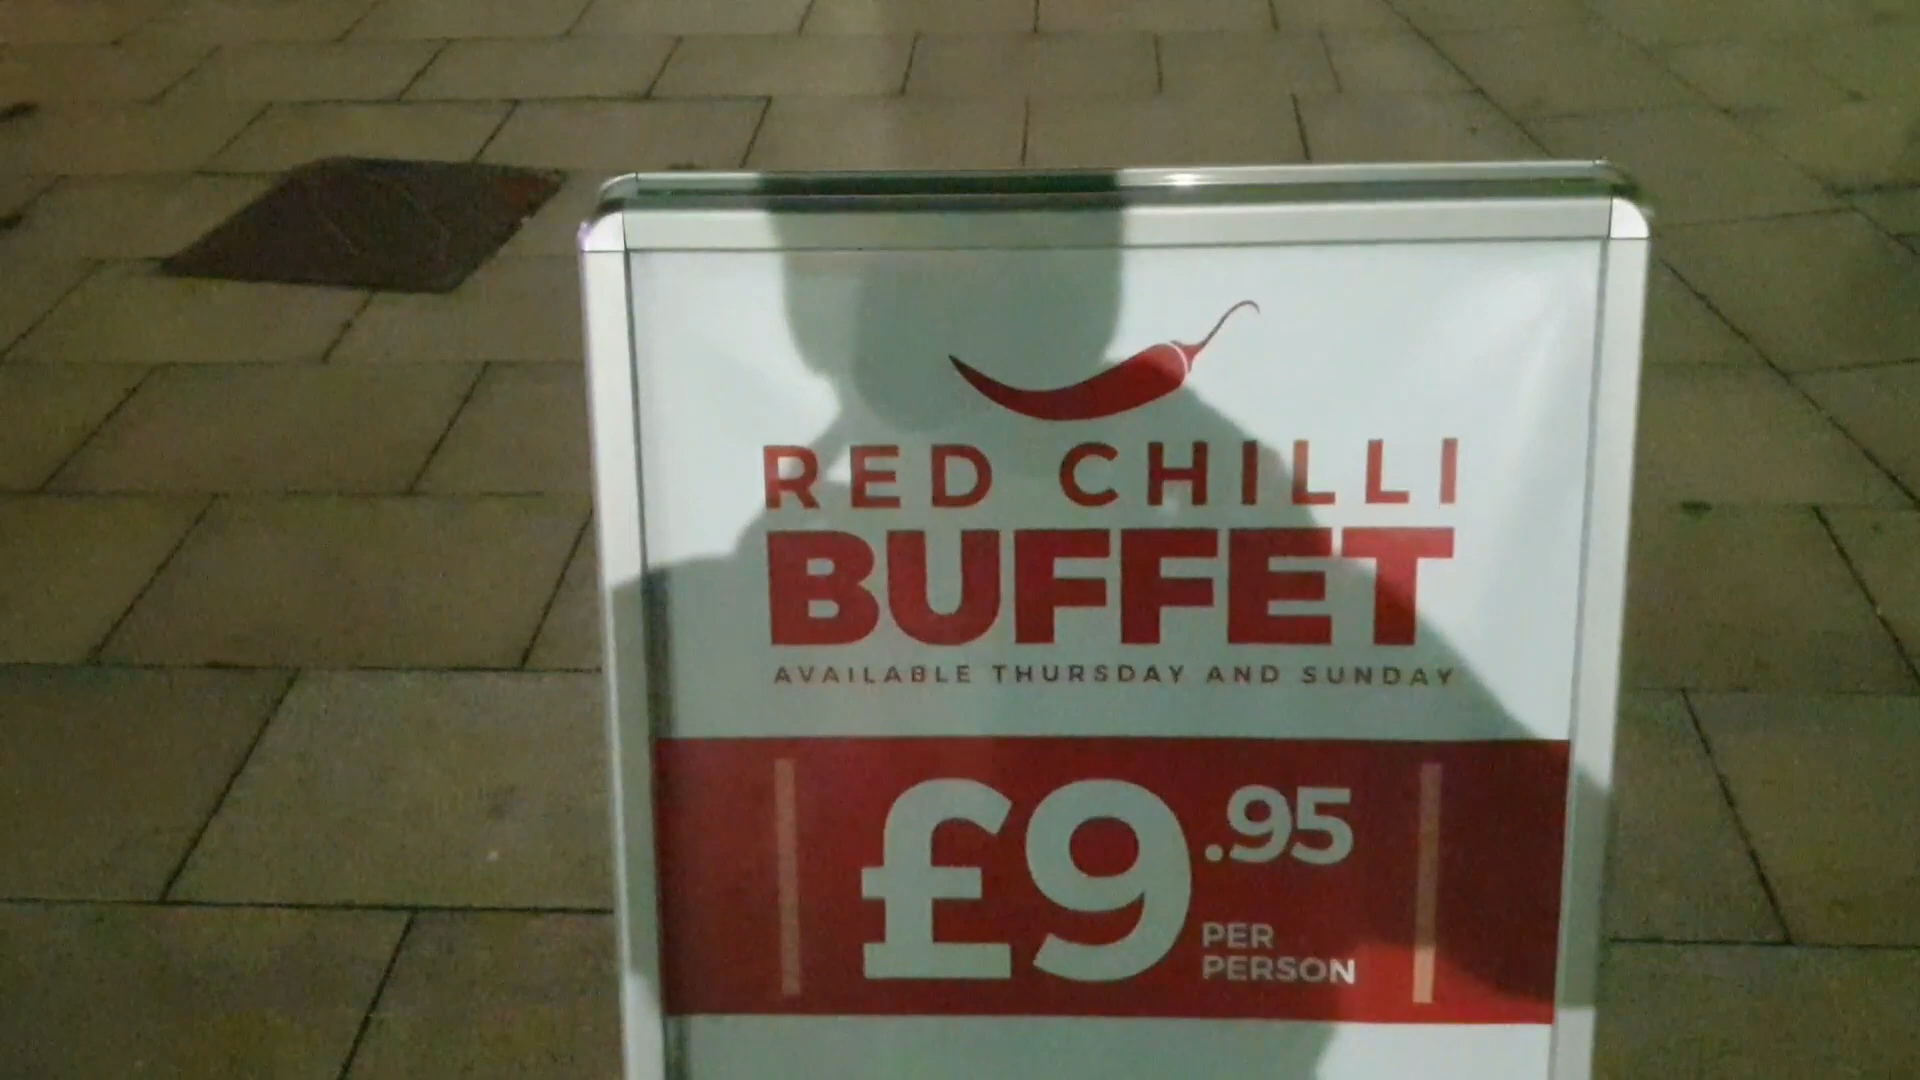 RED CHILLI
BUFFET
AVAILABLE THURSDAY AND SUNDAY
£9.95
PER
PERSON